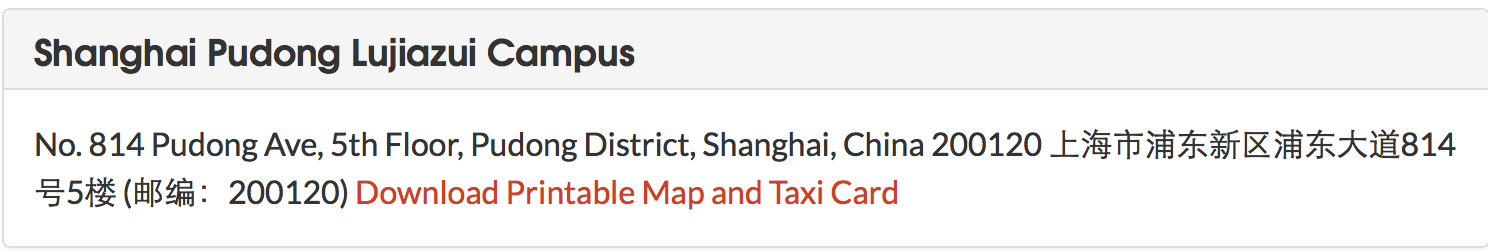 Shanghai Pudong Lujiazui Campus
No. 814 Pudong Ave, 5th Floor, Pudong District, Shanghai, China 200120 上海市浦东新区浦东大道814
号5楼 (邮编：200120) Download Printable Map and Taxi Card